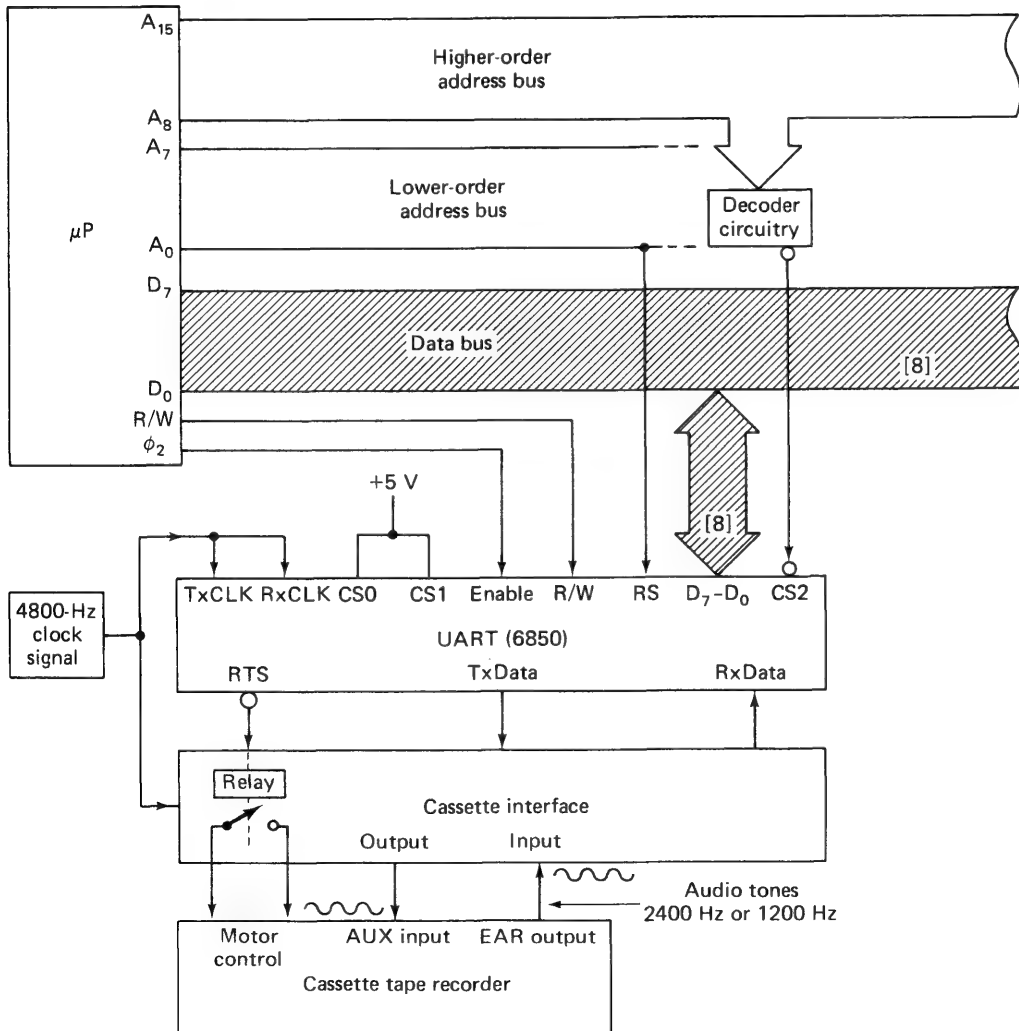 A15
Higher-order
address bus
A8
A7
Lower-order
address bus
Decoder
circuitry
μP
A0
D7
Data bus
[8]
D0
R/W
ϕ2
+5 V
[8]
TxCLK RxCLK CS0 CS1 Enable R/W RS D7-D0 CS2
4800-Hz
clock
signal
UART (6850)
RTS TxData RxData
Relay
Cassette interface
Output Input
Audio tones
2400 Hz or 1200 Hz
Motor
control
AUX input EAR output
Cassette tape recorder